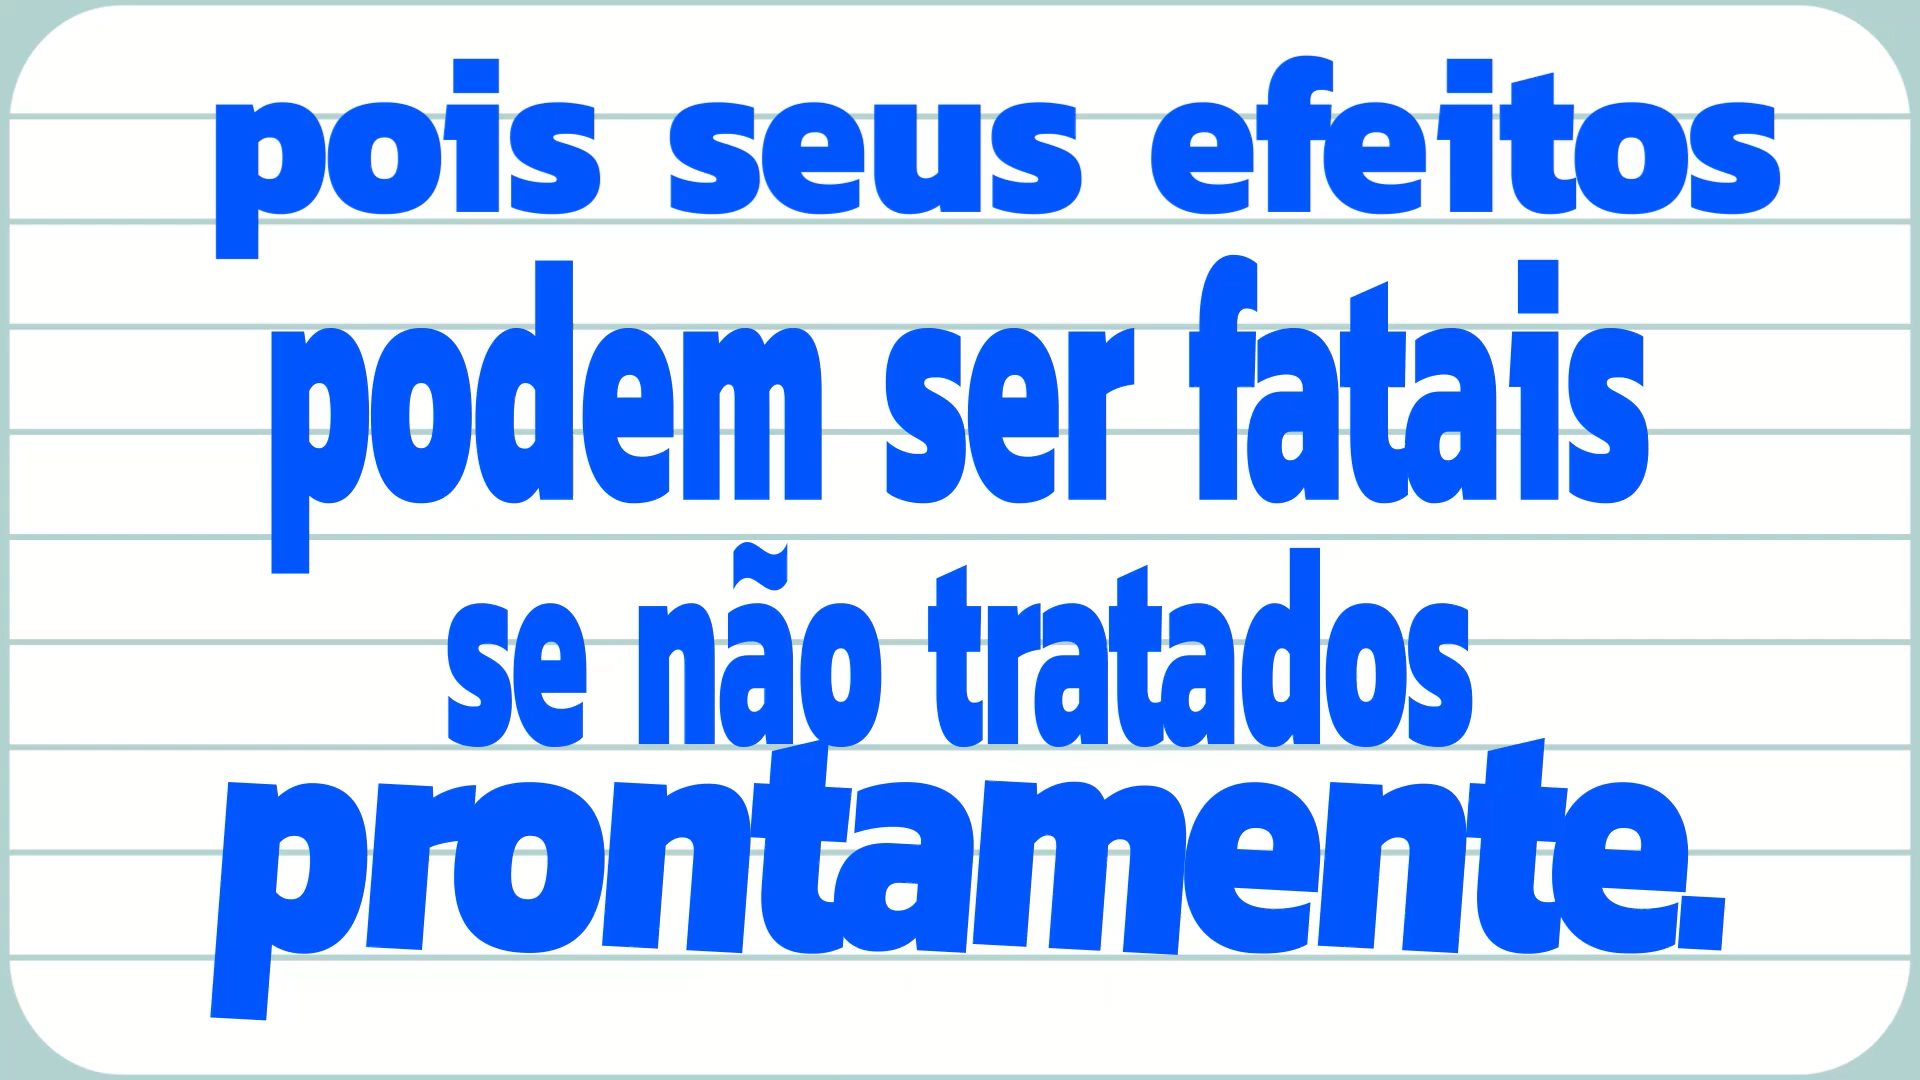 pois seus efeitos
podem ser fatais
se não tratados
prontamente.